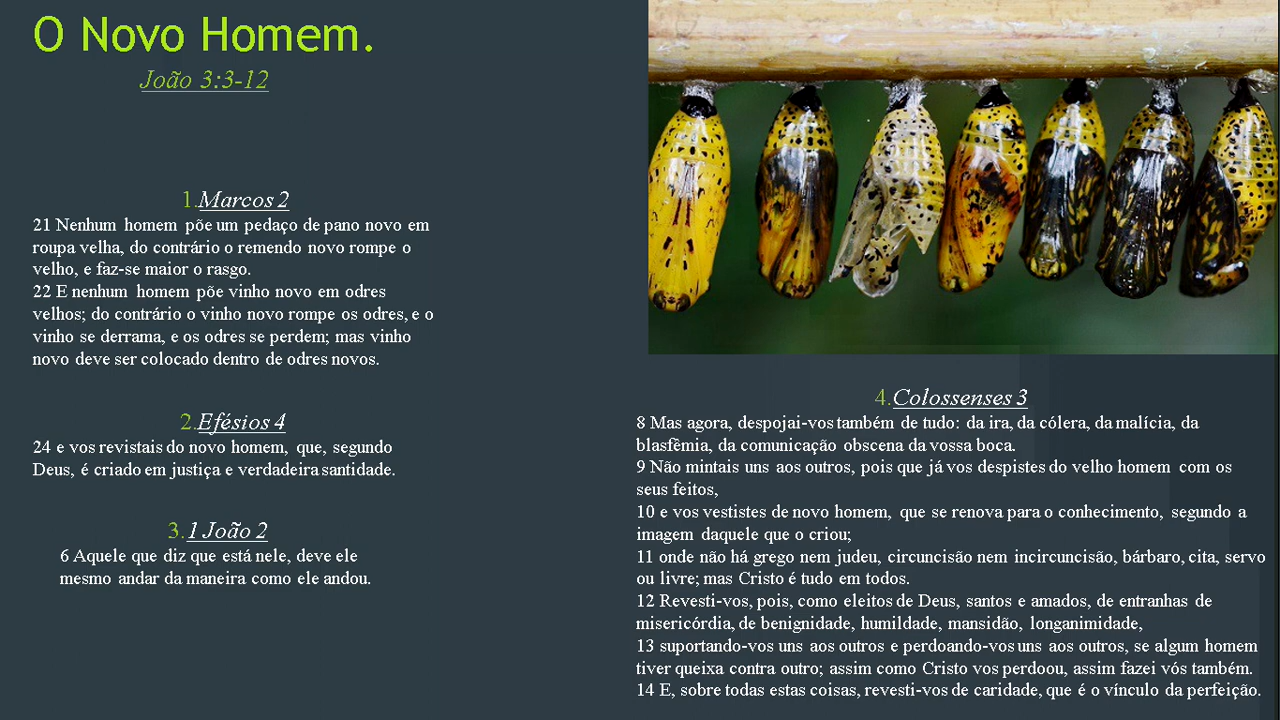 O Novo Homem.
João 3:3-12
1.Marcos 2
21 Nenhum homem põe um pedaço de pano novo em
roupa velha, do contrário o remendo novo rompe o
velho, e faz-se maior o rasgo.
22 E nenhum homem põe vinho novo em odres
velhos; do contrário o vinho novo rompe os odres, e o
vinho se derrama, e os odres se perdem; mas vinho
novo deve ser colocado dentro de odres novos.
2.Efésios 4
24 e vos revistais do novo homem, que, segundo
Deus, é criado em justiça e verdadeira santidade.
3.1 João 2
6 Aquele que diz que está nele, deve ele
mesmo andar da maneira como ele andou.
4.Colossenses 3
8 Mas agora, despojai-vos também de tudo: da ira, da cólera, da malícia, da
blasfêmia, da comunicação obscena da vossa boca.
9 Não mintais uns aos outros, pois que já vos despistes do velho homem com os
seus feitos,
10 e vos vestistes de novo homem, que se renova para o conhecimento, segundo a
imagem daquele que o criou;
11 onde não há grego nem judeu, circuncisão nem incircuncisão, bárbaro, cita, servo
ou livre; mas Cristo é tudo em todos.
12 Revesti-vos, pois, como eleitos de Deus, santos e amados, de entranhas de
misericórdia, de benignidade, humildade, mansidão, longanimidade,
13 suportando-vos uns aos outros e perdoando-vos uns aos outros, se algum homem
tiver queixa contra outro; assim como Cristo vos perdoou, assim fazei vós também.
14 E, sobre todas estas coisas, revesti-vos de caridade, que é o vínculo da perfeição.